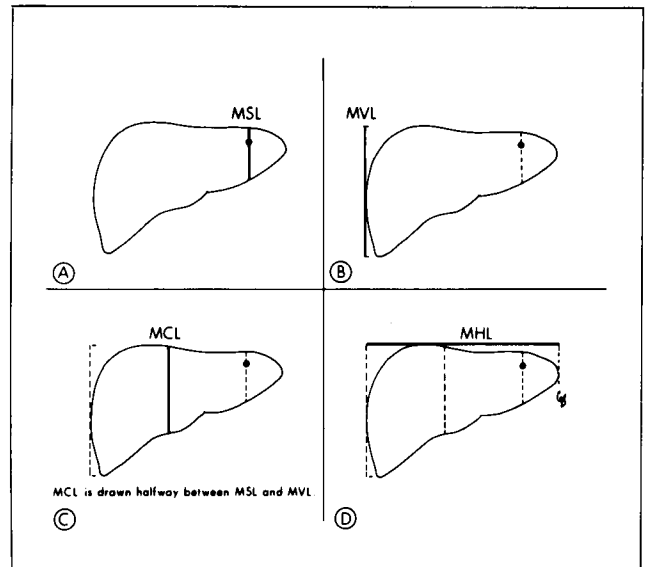 MSL
MVL
Ⓐ
Ⓑ
MCL
MHL
MCL is drawn halfway between MSL and MVL.
Ⓒ
Ⓓ